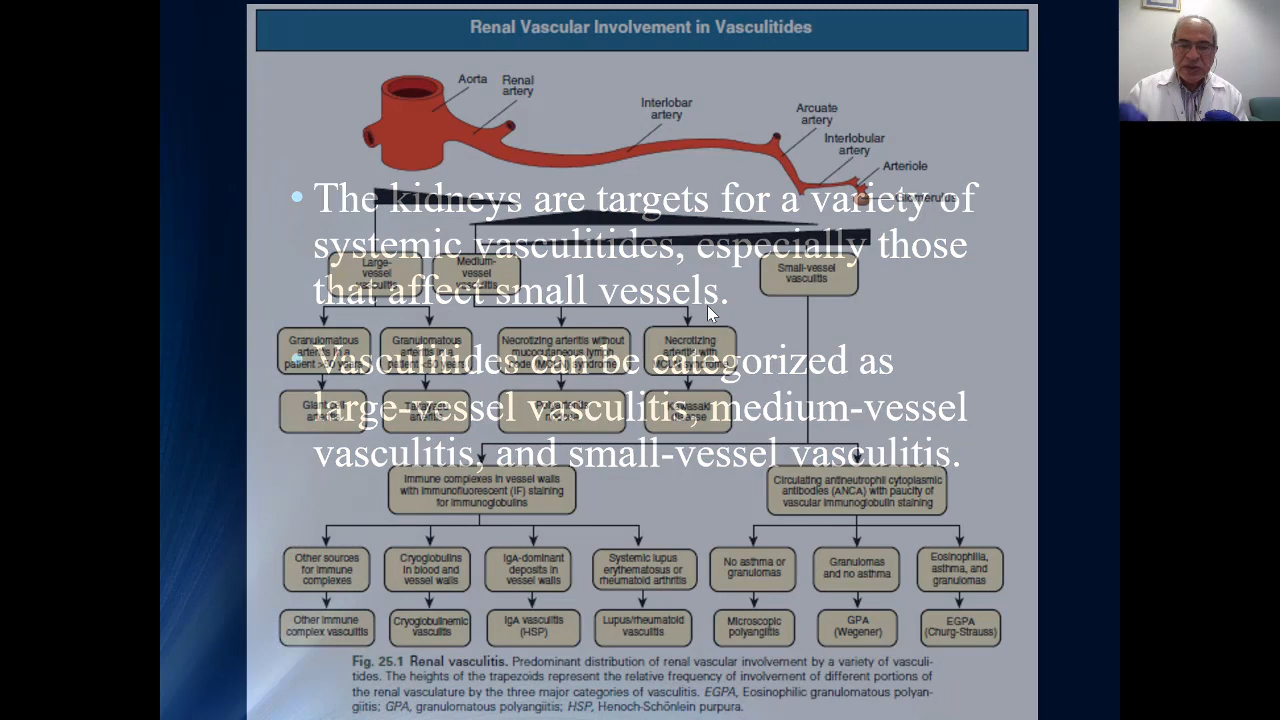 Renal Vascular Involvement in Vasculitides
Aorta
Renal
artery
Interlobar
artery
Arcuate
artery
Interlobular
artery
Arteriole
Glomerulus
• The kidneys are targets for a variety of
systemic vasculitides, especially those
that affect small vessels.
• Vasculitides can be categorized as
large-vessel vasculitis, medium-vessel
vasculitis, and small-vessel vasculitis.
Large-
vessel
vasculitis
Medium-
vessel
vasculitis
Small-vessel
vasculitis
Granulomatous
arteritis in a
patient >50 years
Granulomatous
arteritis in a
patient <50 years
Necrotizing arteritis without
mucocutaneous lymph
node (MCLN) syndrome
Necrotizing
arteritis with
MCLN syndrome
Giant cell
arteritis
Takayasu
arteritis
Polyarteritis
nodosa
Kawasaki
disease
Immune complexes in vessel walls
with immunofluorescent (IF) staining
for immunoglobulins
Circulating antineutrophil cytoplasmic
antibodies (ANCA) with paucity of
vascular immunoglobulin staining
Other sources
for immune
complexes
Cryoglobulins
in blood and
vessel walls
IgA-dominant
deposits in
vessel walls
Systemic lupus
erythematosus or
rheumatoid arthritis
No asthma or
granulomas
Granulomas
and no asthma
Eosinophilia,
asthma, and
granulomas
Other immune
complex vasculitis
Cryoglobulinemic
vasculitis
IgA vasculitis
(HSP)
Lupus/rheumatoid
vasculitis
Microscopic
polyangiitis
GPA
(Wegener)
EGPA
(Churg-Strauss)
Fig. 25.1 Renal vasculitis. Predominant distribution of renal vascular involvement by a variety of vasculi-
tides. The heights of the trapezoids represent the relative frequency of involvement of different portions of
the renal vasculature by the three major categories of vasculitis. EGPA, Eosinophilic granulomatous polyan-
giitis; GPA, granulomatous polyangiitis; HSP, Henoch-Schönlein purpura.